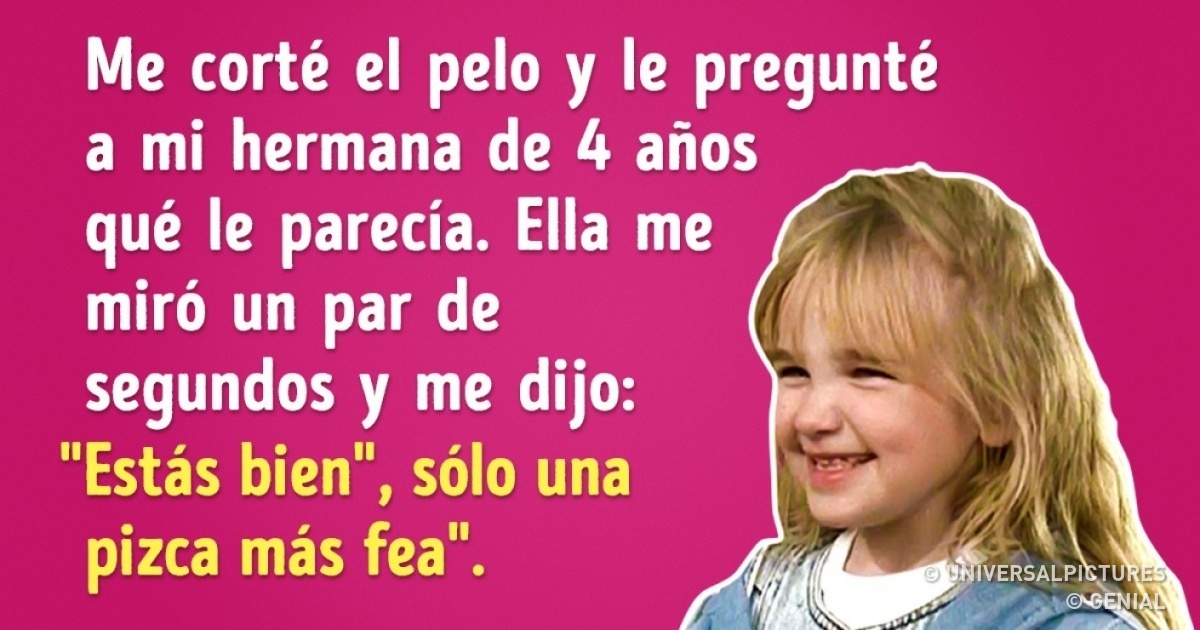 Me corté el pelo y le pregunté
a mi hermana de 4 años
qué le parecía. Ella me
miró un par de
segundos y me dijo:
"Estás bien", sólo una
pizca más fea".
© UNIVERSALPICTURES
© GENIAL